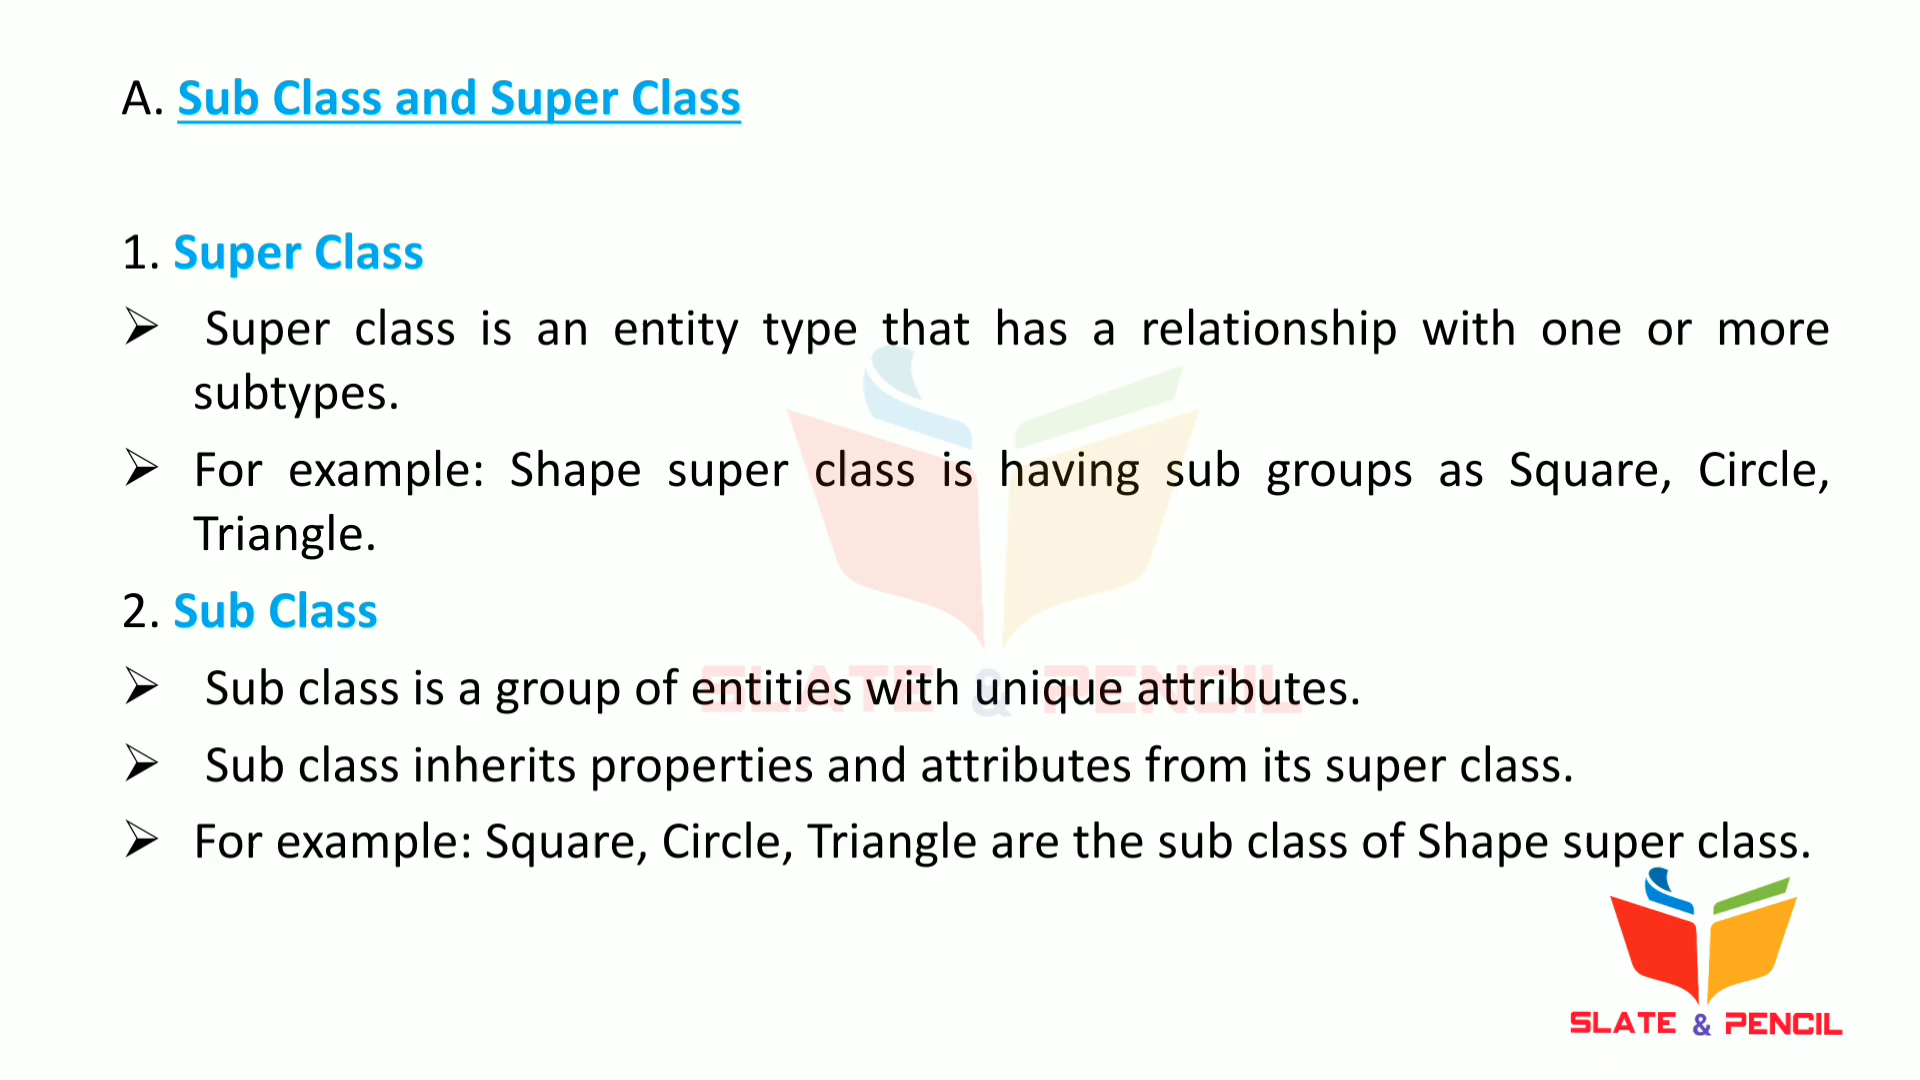 A. Sub Class and Super Class
1. Super Class
➢ Super class is an entity type that has a relationship with one or more
subtypes.
➢ For example: Shape super class is having sub groups as Square, Circle,
Triangle.
2. Sub Class
➢ Sub class is a group of entities with unique attributes.
SLATE & PENCIL
➢ Sub class inherits properties and attributes from its super class.
➢ For example: Square, Circle, Triangle are the sub class of Shape super class.
SLATE & PENCIL